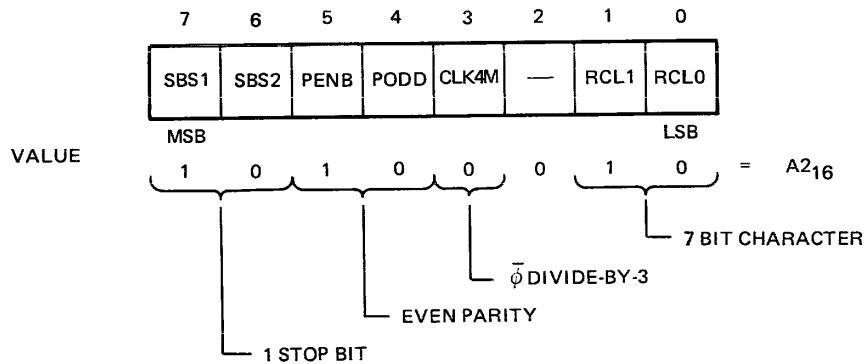 7 6 5 4 3 2 1 0
SBS1 SBS2 PENB PODD CLK4M — RCL1 RCL0
MSB LSB
VALUE 1 0 1 0 0 0 1 0 = A2₁₆
7 BIT CHARACTER
φ̄ DIVIDE-BY-3
EVEN PARITY
1 STOP BIT